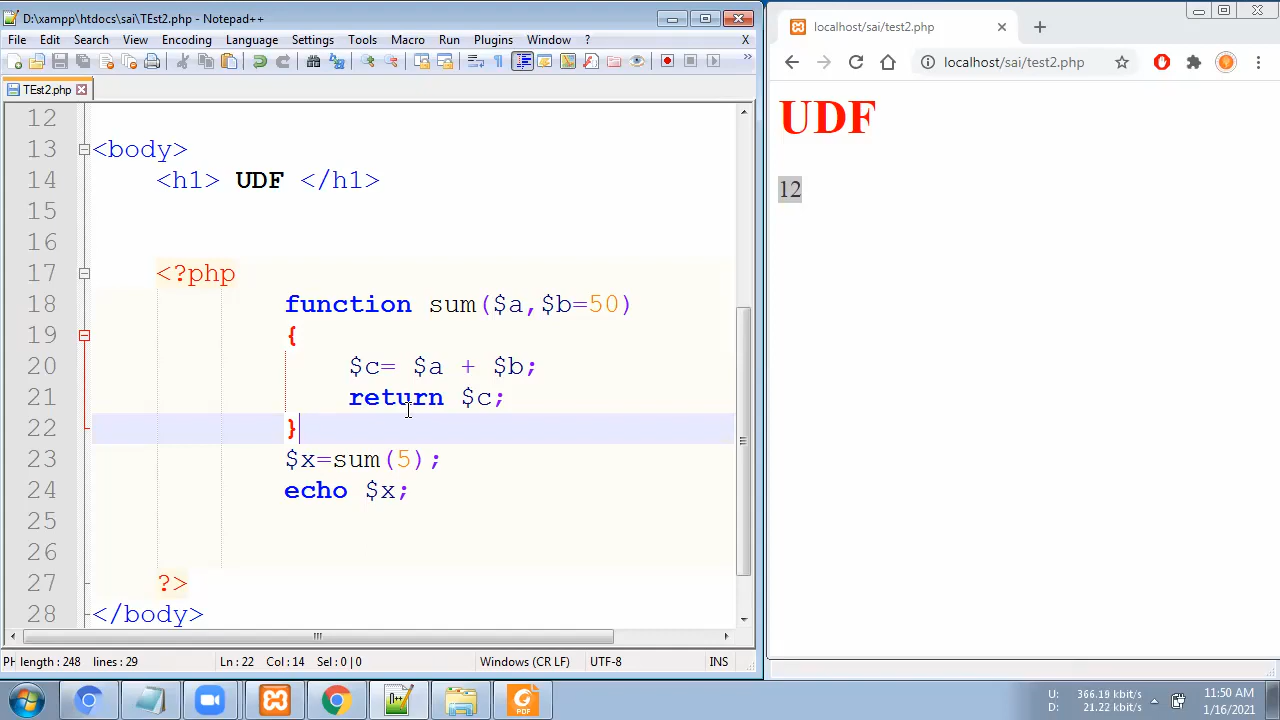 D:\xampp\htdocs\sai\TEst2.php - Notepad++
File Edit Search View Encoding Language Settings Tools Macro Run Plugins Window ? X
TEst2.php
12
13 <body>
14 <h1> UDF </h1>
15
16
17 <?php
18 function sum($a,$b=50)
19 {
20 $c= $a + $b;
21 return $c;
22 }
23 $x=sum(5);
24 echo $x;
25
26
27 ?>
28 </body>
length : 248 lines : 29 Ln : 22 Col : 14 Sel : 0 | 0 Windows (CR LF) UTF-8 INS
localhost/sai/test2.php
localhost/sai/test2.php
UDF
12
U: 366.19 kbit/s
D: 21.22 kbit/s
11:50 AM
1/16/2021